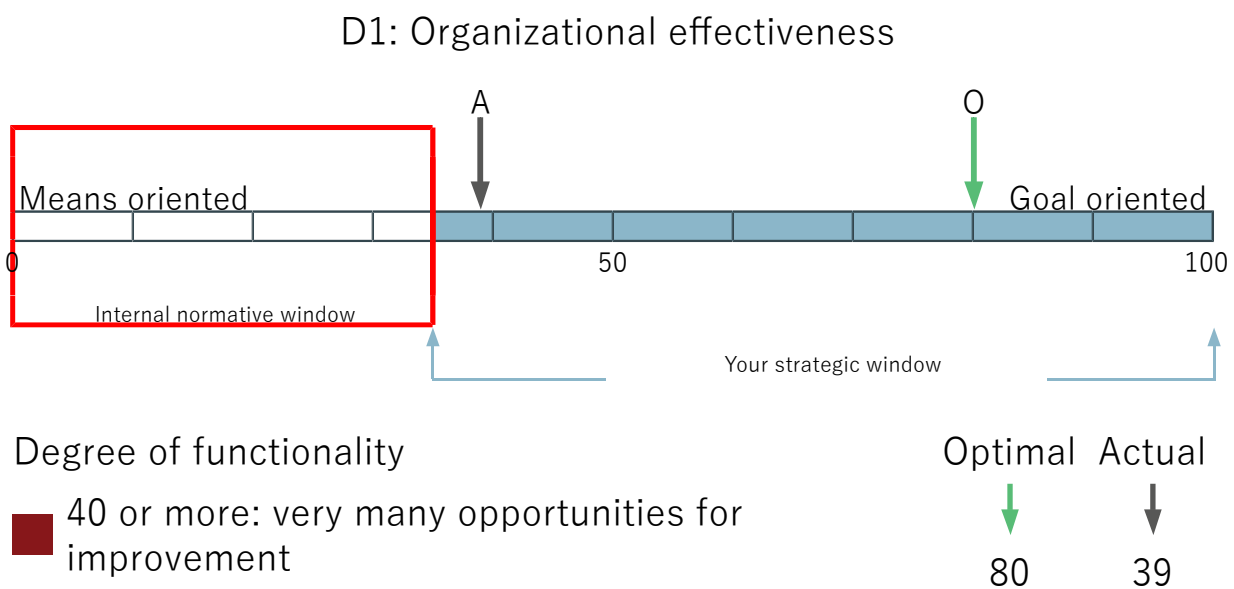 D1: Organizational effectiveness
A
O
Means oriented
Goal oriented
0
50
100
Internal normative window
Your strategic window
Degree of functionality
Optimal
Actual
40 or more: very many opportunities for
improvement
80
39